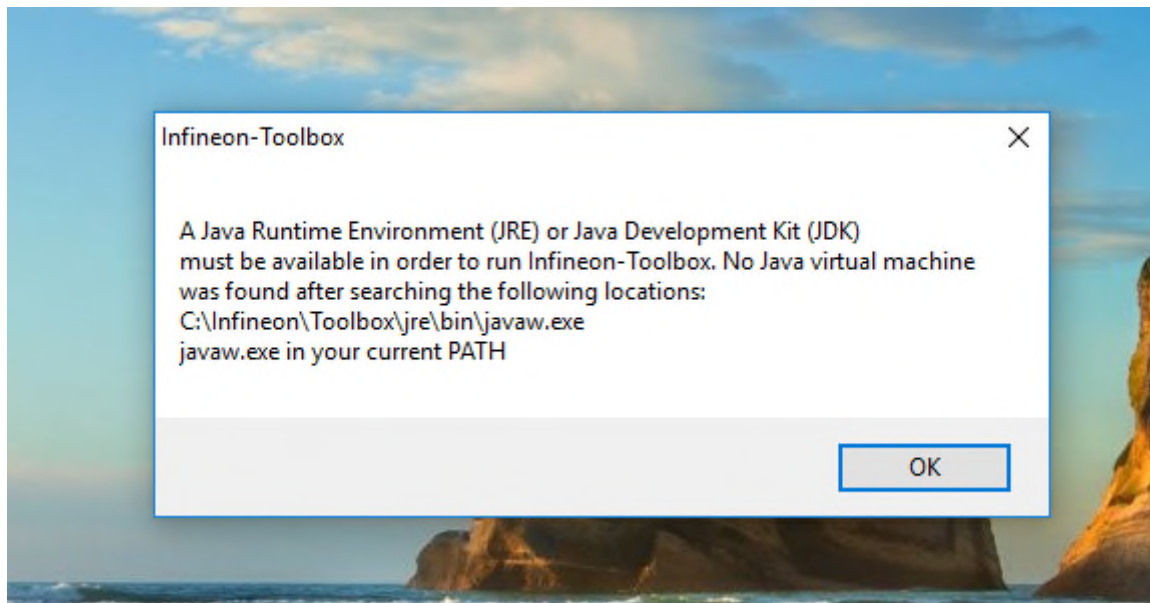 Infineon-Toolbox
A Java Runtime Environment (JRE) or Java Development Kit (JDK)
must be available in order to run Infineon-Toolbox. No Java virtual machine
was found after searching the following locations:
C:\Infineon\Toolbox\jre\bin\javaw.exe
javaw.exe in your current PATH
OK